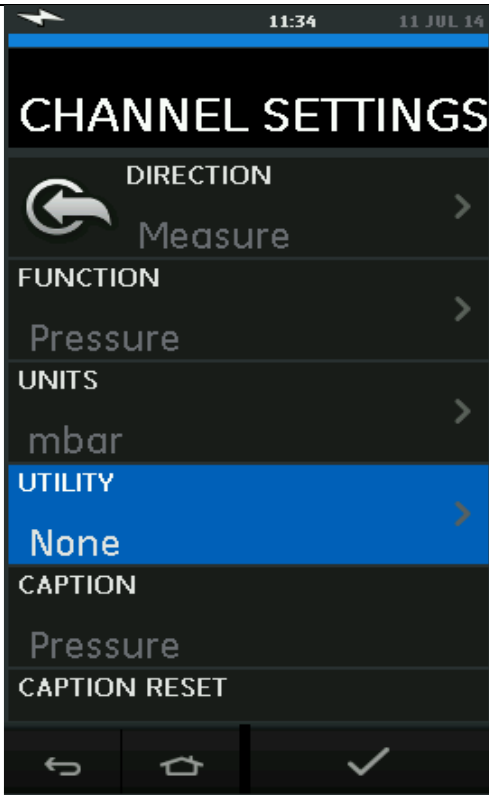 11:34 11 JUL 14
CHANNEL SETTINGS
DIRECTION
Measure
FUNCTION
Pressure
UNITS
mbar
UTILITY
None
CAPTION
Pressure
CAPTION RESET